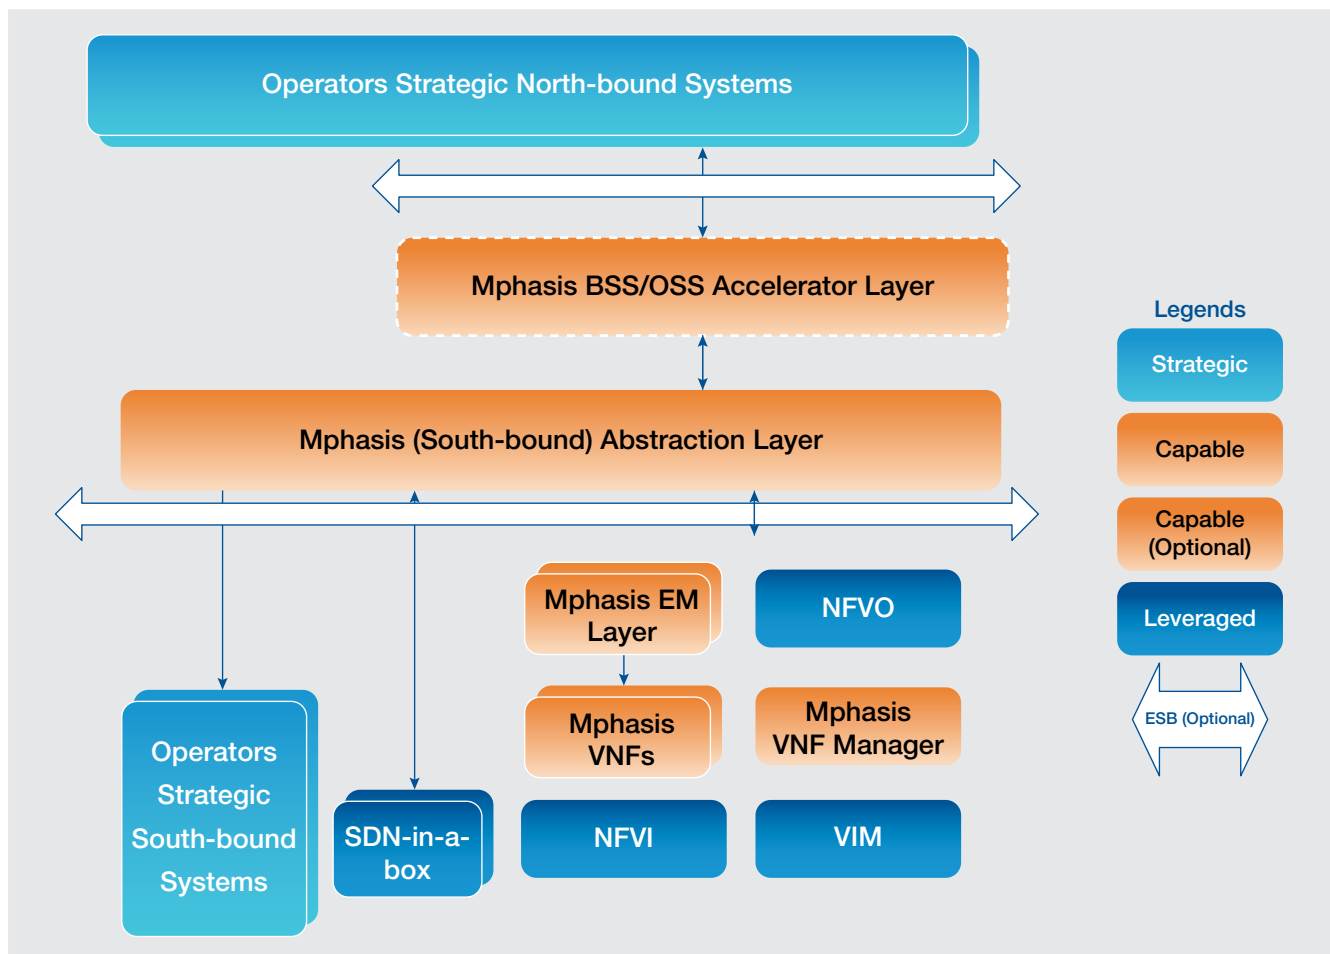 Operators Strategic North-bound Systems
Mphasis BSS/OSS Accelerator Layer
Mphasis (South-bound) Abstraction Layer
Mphasis EM
Layer
NFVO
Mphasis
VNFs
Mphasis
VNF Manager
Operators
Strategic
South-bound
Systems
SDN-in-a-
box
NFVI
VIM
Legends
Strategic
Capable
Capable
(Optional)
Leveraged
ESB (Optional)